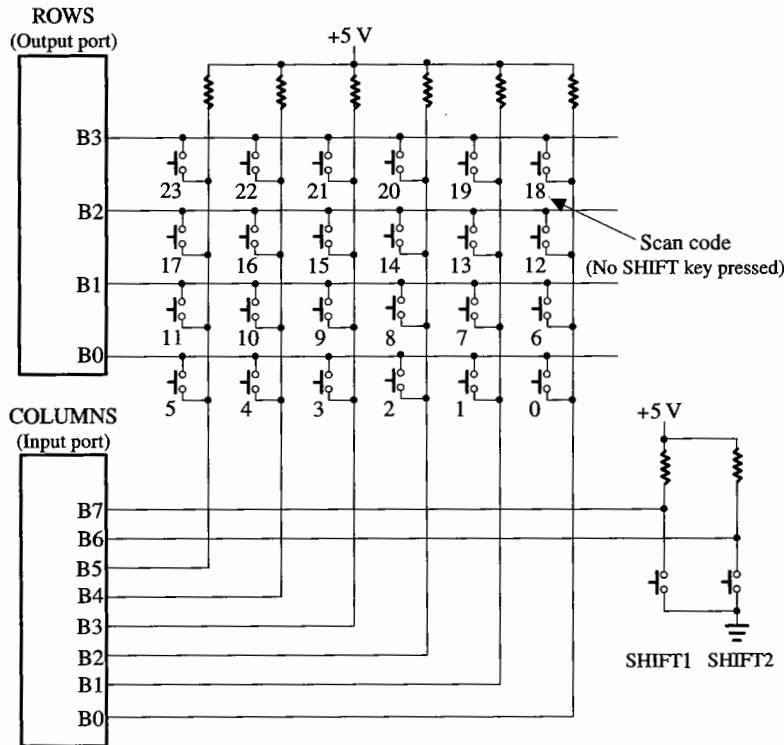 ROWS
(Output port)
+5 V
B3
23 22 21 20 19 18
B2
Scan code
(No SHIFT key pressed)
17 16 15 14 13 12
B1
11 10 9 8 7 6
B0
5 4 3 2 1 0
COLUMNS
(Input port)
+5 V
B7
B6
B5
B4
B3
B2
B1
B0
SHIFT1 SHIFT2